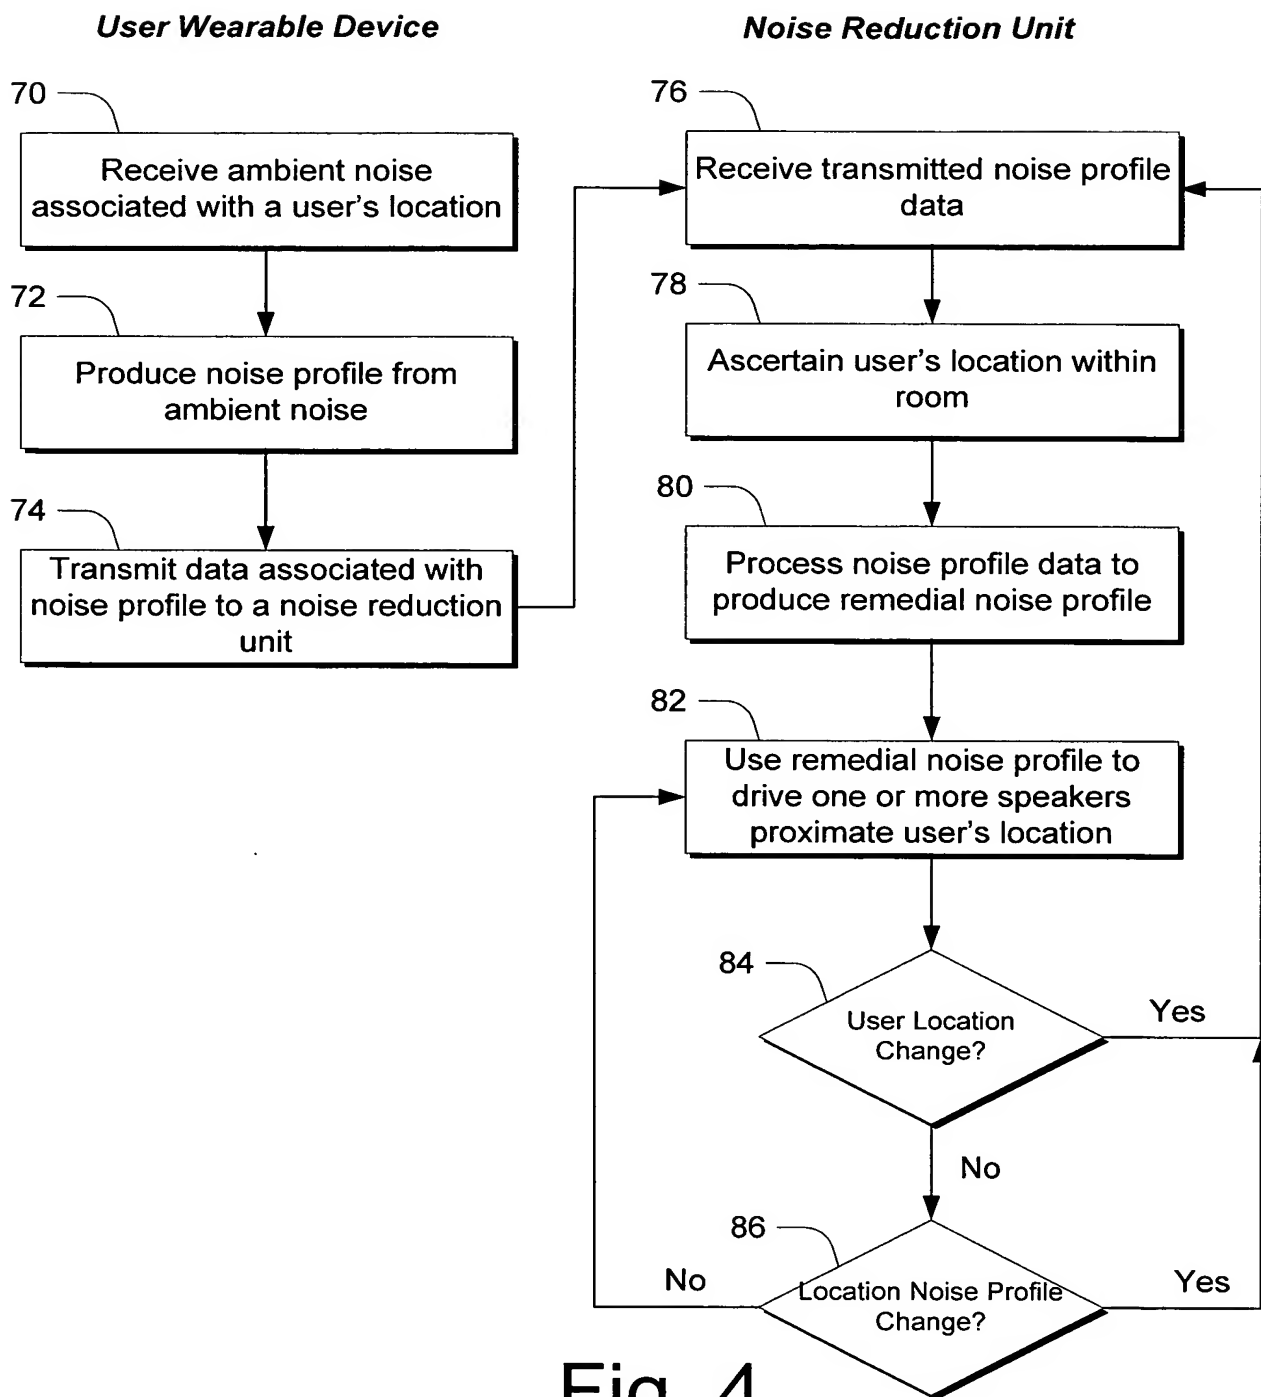 User Wearable Device
70
Receive ambient noise
associated with a user's location
72
Produce noise profile from
ambient noise
74
Transmit data associated with
noise profile to a noise reduction
unit
Noise Reduction Unit
76
Receive transmitted noise profile
data
78
Ascertain user's location within
room
80
Process noise profile data to
produce remedial noise profile
82
Use remedial noise profile to
drive one or more speakers
proximate user's location
84
User Location
Change?
Yes
No
86
Location Noise Profile
Change?
No
Yes
Fig. 4